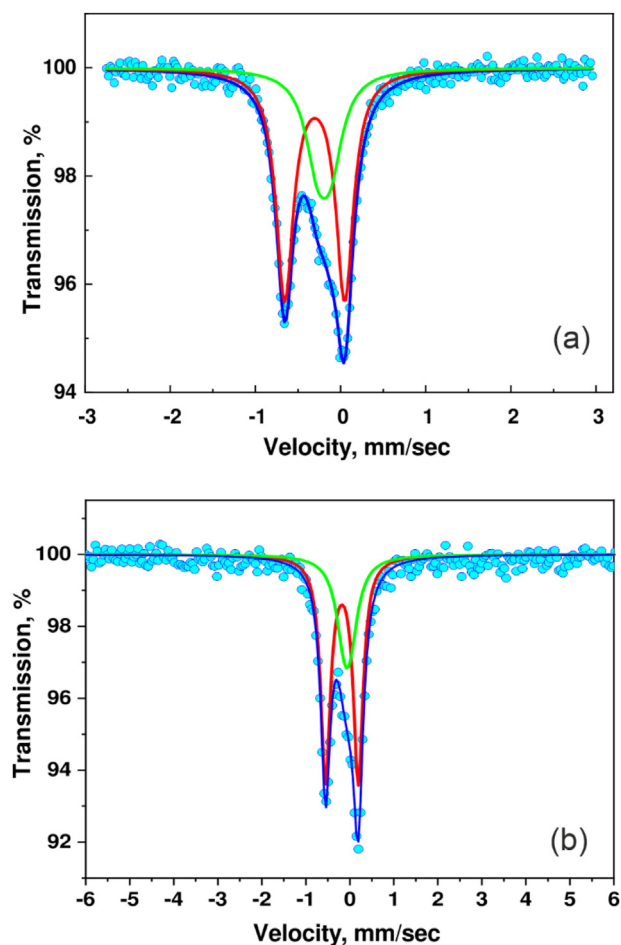 100
98
96
94
Transmission, %
(a)
-3 -2 -1 0 1 2 3
Velocity, mm/sec
100
98
96
94
92
Transmission, %
(b)
-6 -5 -4 -3 -2 -1 0 1 2 3 4 5 6
Velocity, mm/sec